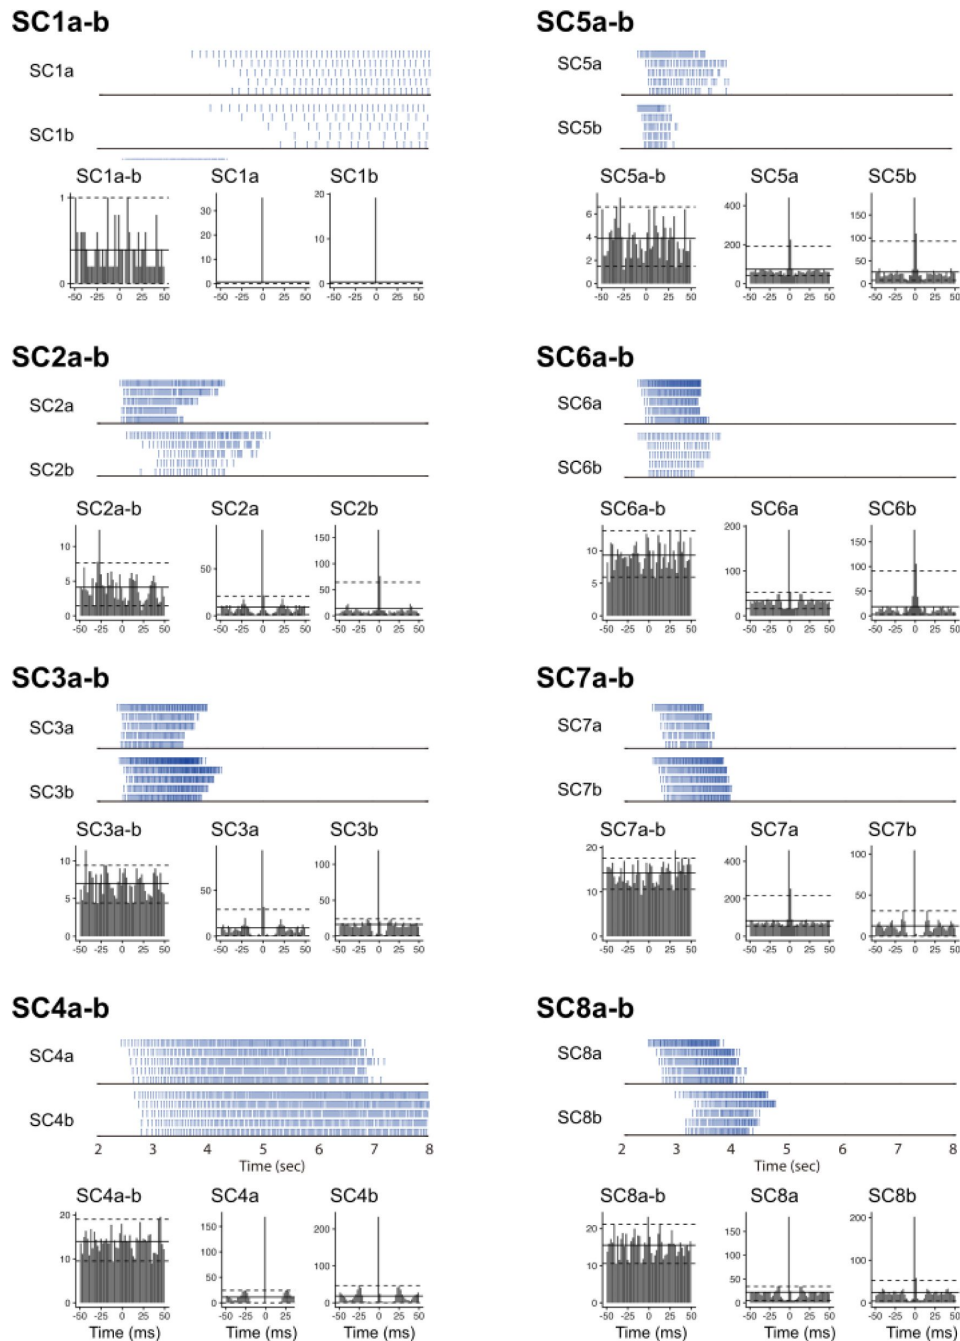 SC1a-b
SC1a
SC1b
SC1a-b SC1a SC1b
1
0
30
20
10
0
20
10
0
-50 -25 0 25 50 -50 -25 0 25 50 -50 -25 0 25 50
SC5a-b
SC5a
SC5b
SC5a-b SC5a SC5b
6
4
2
0
400
200
0
150
100
50
0
-50 -25 0 25 50 -50 -25 0 25 50 -50 -25 0 25 50
SC2a-b
SC2a
SC2b
SC2a-b SC2a SC2b
10
5
0
50
0
150
100
50
0
-50 -25 0 25 50 -50 -25 0 25 50 -50 -25 0 25 50
SC6a-b
SC6a
SC6b
SC6a-b SC6a SC6b
10
5
0
200
100
0
150
100
50
0
-50 -25 0 25 50 -50 -25 0 25 50 -50 -25 0 25 50
SC3a-b
SC3a
SC3b
SC3a-b SC3a SC3b
10
5
0
50
0
100
50
0
-50 -25 0 25 50 -50 -25 0 25 50 -50 -25 0 25 50
SC7a-b
SC7a
SC7b
SC7a-b SC7a SC7b
20
10
0
400
200
0
100
50
0
-50 -25 0 25 50 -50 -25 0 25 50 -50 -25 0 25 50
SC4a-b
SC4a
SC4b
2 3 4 5 6 7 8
Time (sec)
SC4a-b SC4a SC4b
20
10
0
150
100
50
0
200
100
0
-50 -25 0 25 50 -50 -25 0 25 -50 -25 0 25 50
Time (ms) Time (ms) Time (ms)
SC8a-b
SC8a
SC8b
2 3 4 5 6 7 8
Time (sec)
SC8a-b SC8a SC8b
20
10
0
150
100
50
0
200
100
0
-50 -25 0 25 50 -50 -25 0 25 50 -50 -25 0 25 50
Time (ms) Time (ms) Time (ms)